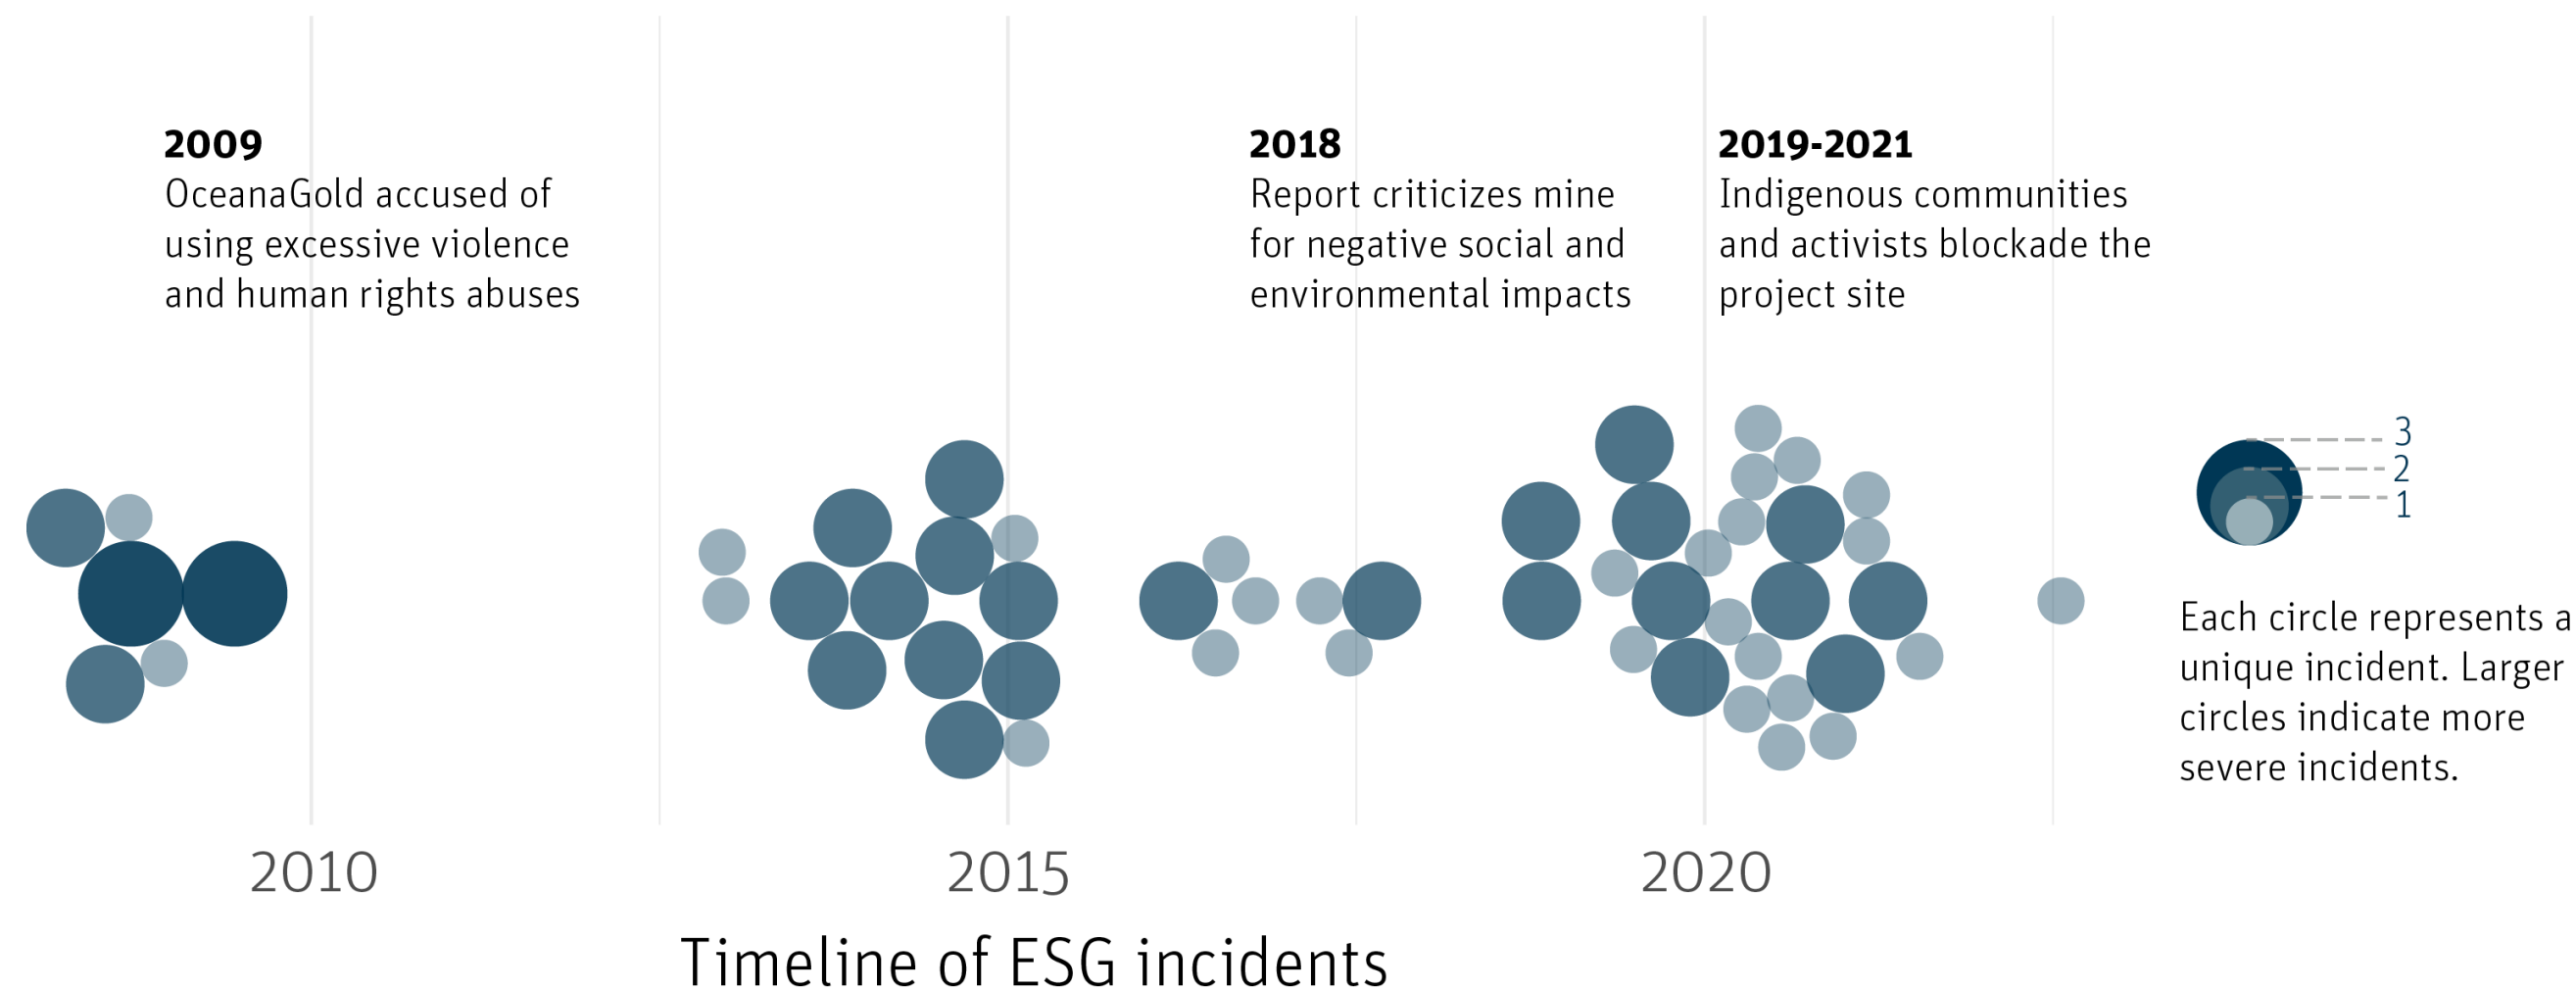 2009
OceanaGold accused of
using excessive violence
and human rights abuses
2018
Report criticizes mine
for negative social and
environmental impacts
2019-2021
Indigenous communities
and activists blockade the
project site
3
2
1
Each circle represents a
unique incident. Larger
circles indicate more
severe incidents.
2010
2015
2020
Timeline of ESG incidents